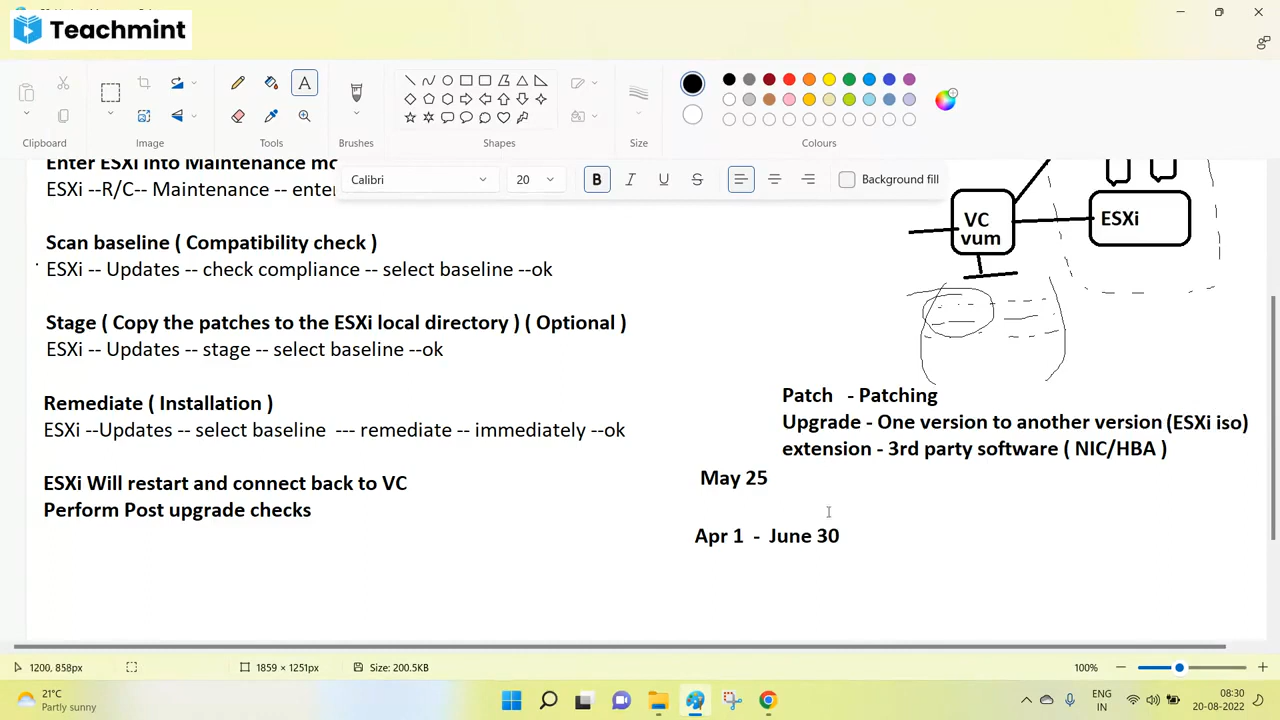 Teachmint
Clipboard
Image
Tools
Brushes
Shapes
Size
Colours
Calibri
20
B
Background fill
Enter ESXi into Maintenance
ESXi --R/C-- Maintenance --
Scan baseline ( Compatibility check )
ESXi -- Updates -- check compliance -- select baseline --ok
Stage ( Copy the patches to the ESXi local directory ) ( Optional )
ESXi -- Updates -- stage -- select baseline --ok
Remediate ( Installation )
ESXi --Updates -- select baseline --- remediate -- immediately --ok
ESXi Will restart and connect back to VC
Perform Post upgrade checks
VC
vum
ESXi
Patch - Patching
Upgrade - One version to another version (ESXi iso)
extension - 3rd party software ( NIC/HBA )
May 25
Apr 1 - June 30
1200, 858px
1859 × 1251px
Size: 200.5KB
100%
21°C
Partly sunny
ENG
IN
08:30
20-08-2022